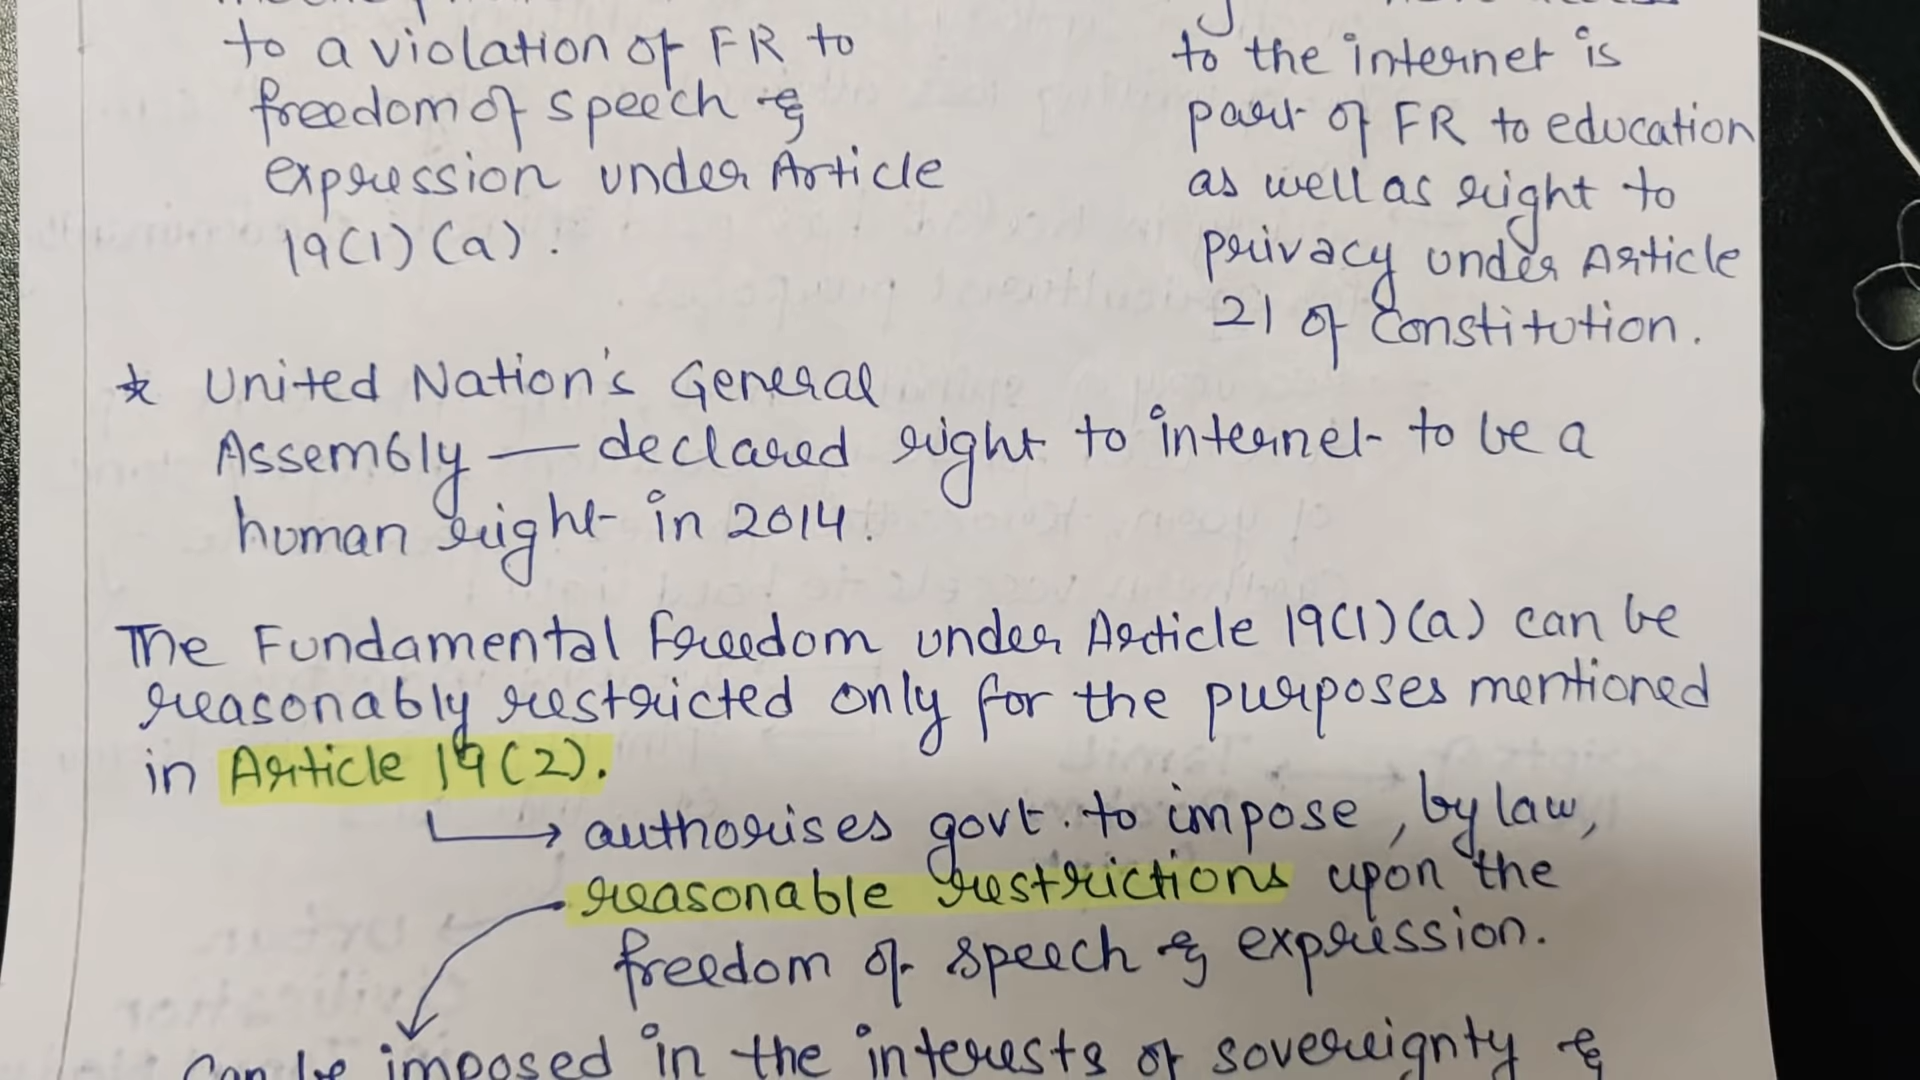 to a violation of FR to
freedom of speech &
expression under Article
19(1)(a).
to the internet is
part of FR to education
as well as right to
privacy under Article
21 of Constitution.
* United Nation's General
Assembly — declared right to internet to be a
human right in 2014.
The Fundamental Freedom under Article 19(1)(a) can be
reasonably restricted only for the purposes mentioned
in Article 19(2).
→ authorises govt. to impose, by law,
reasonable restrictions upon the
freedom of speech & expression.
can be imposed in the interests of sovereignty &